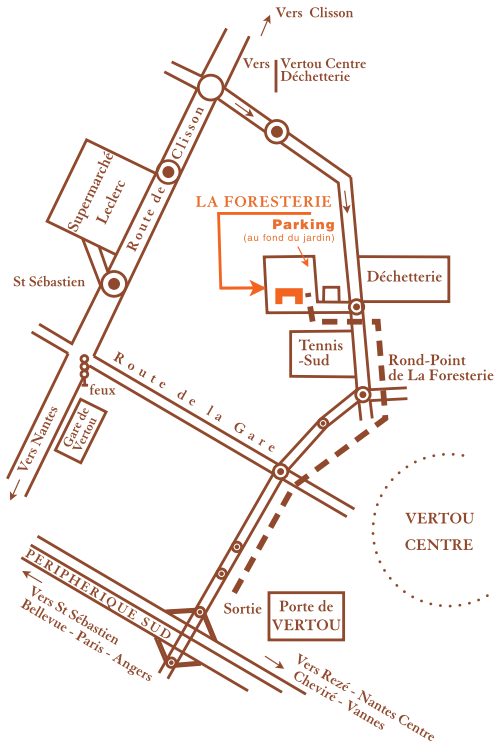 Vers Clisson
Vers
Vertou Centre
Déchetterie
Route de Clisson
Supermarché
Leclerc
LA FORESTERIE
Parking
(au fond du jardin)
St Sébastien
Déchetterie
Tennis
-Sud
Rond-Point
de La Foresterie
feux
Route de la Gare
Gare de
Vertou
Vers Nantes
VERTOU
CENTRE
PERIPHERIQUE SUD
Vers St Sébastien
Bellevue - Paris - Angers
Sortie
Porte de
VERTOU
Vers Rezé - Nantes Centre
Cheviré - Vannes